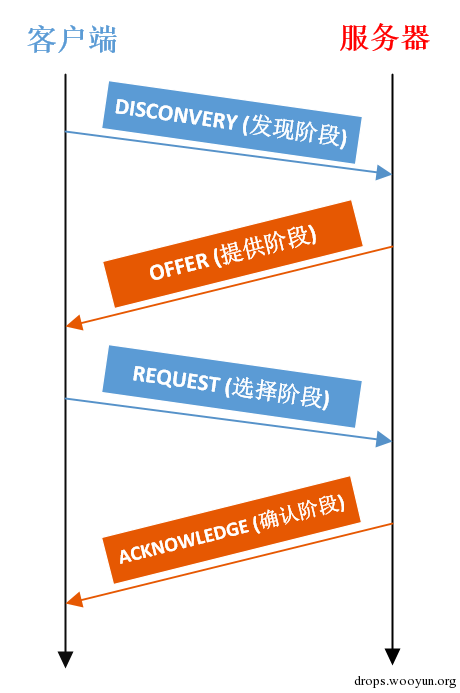 客户端
服务器
DISCONVERY (发现阶段)
OFFER (提供阶段)
REQUEST (选择阶段)
ACKNOWLEDGE (确认阶段)
drops.wooyun.org